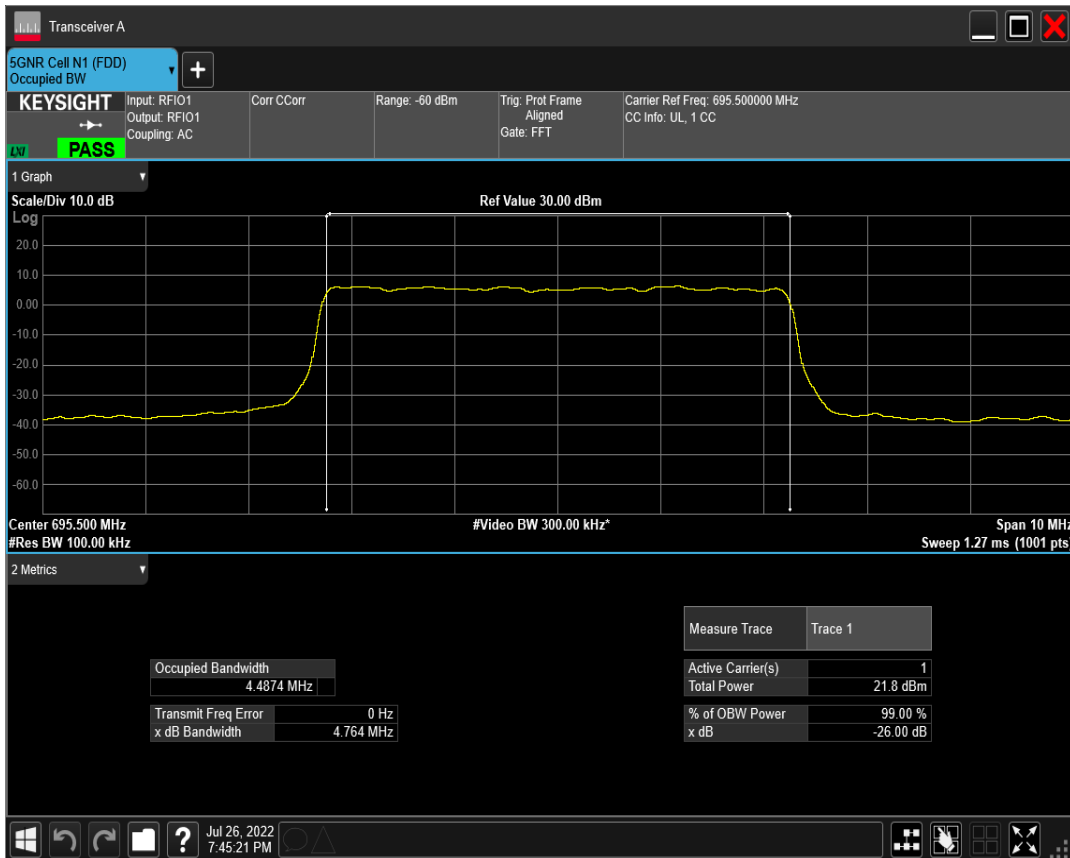 Transceiver A
5GNR Cell N1 (FDD)
Occupied BW
KEYSIGHT
LXI
PASS
Input: RFIO1
Output: RFIO1
Coupling: AC
Corr CCorr
Range: -60 dBm
Trig: Prot Frame
Aligned
Gate: FFT
Carrier Ref Freq: 695.500000 MHz
CC Info: UL, 1 CC
1 Graph
Scale/Div 10.0 dB
Ref Value 30.00 dBm
Log
20.0
10.0
0.00
-10.0
-20.0
-30.0
-40.0
-50.0
-60.0
Center 695.500 MHz
#Video BW 300.00 kHz*
Span 10 MHz
#Res BW 100.00 kHz
Sweep 1.27 ms (1001 pts)
2 Metrics
Measure Trace Trace 1
Occupied Bandwidth
4.4874 MHz
Active Carrier(s) 1
Total Power 21.8 dBm
Transmit Freq Error 0 Hz
x dB Bandwidth 4.764 MHz
% of OBW Power 99.00 %
x dB -26.00 dB
?
Jul 26, 2022
7:45:21 PM